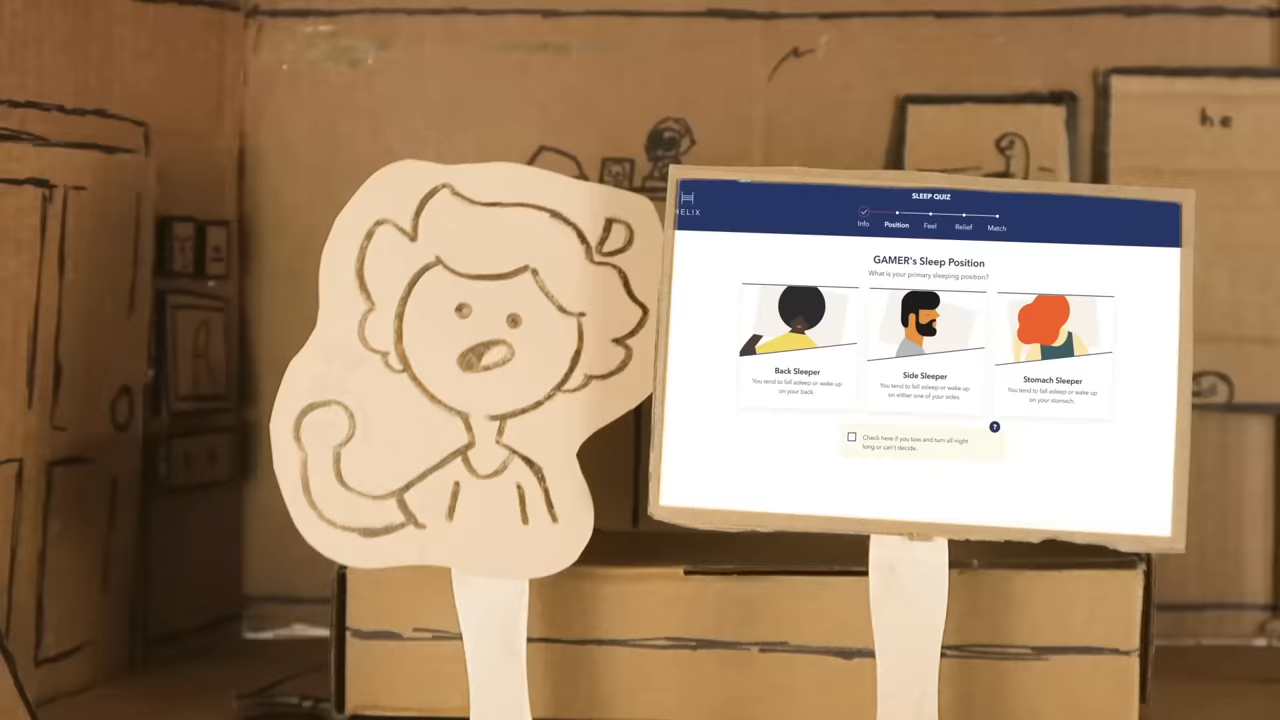 he
SLEEP QUIZ
HELIX
Info
Position
Feel
Relief
Match
GAMER's Sleep Position
What is your primary sleeping position?
Back Sleeper
You tend to fall asleep or wake up
on your back.
Side Sleeper
You tend to fall asleep or wake up
on either one of your sides
Stomach Sleeper
You tend to fall asleep or wake up
on your stomach.
?
Check here if you toss and turn all night
long or can't decide.